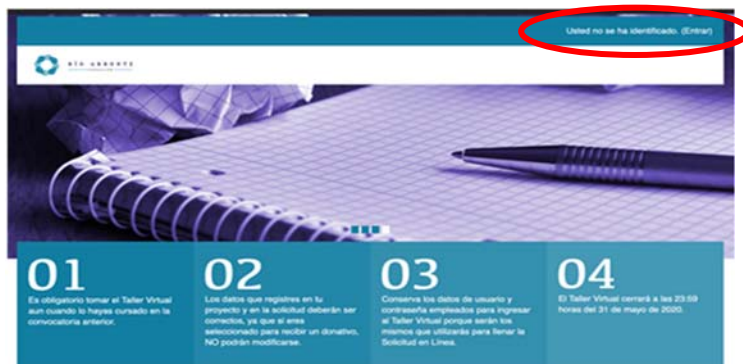 Usted no se ha identificado. (Entrar)
RÍO ARRONTE
01
Es obligatorio tomar el Taller Virtual
aun cuando lo hayas cursado en la
convocatoria anterior.
02
Los datos que registres en tu
proyecto y en la solicitud deberán ser
correctos, ya que si eres
seleccionado para recibir un donativo,
NO podrán modificarse.
03
Conserva los datos de usuario y
contraseña empleados para ingresar
al Taller Virtual porque serán los
mismos que utilizarás para llenar la
Solicitud en Línea.
04
El Taller Virtual cerrará a las 23:59
horas del 31 de mayo de 2020.